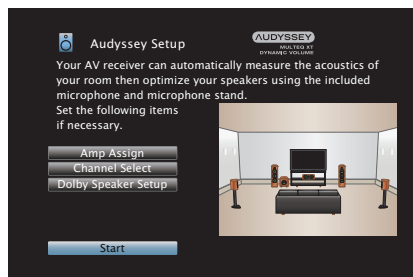 Audyssey Setup
AUDYSSEY
MULTEQ XT
DYNAMIC VOLUME
Your AV receiver can automatically measure the acoustics of
your room then optimize your speakers using the included
microphone and microphone stand.
Set the following items
if necessary.
Amp Assign
Channel Select
Dolby Speaker Setup
Start